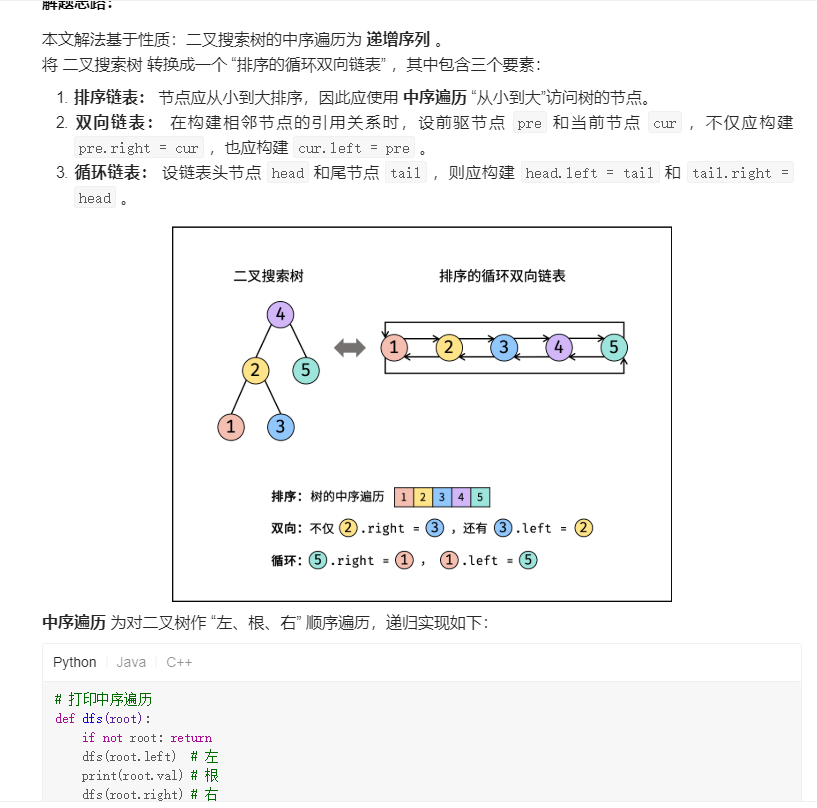 解题思路：
本文解法基于性质：二叉搜索树的中序遍历为 递增序列 。
将 二叉搜索树 转换成一个 “排序的循环双向链表” ，其中包含三个要素：
1. 排序链表： 节点应从小到大排序，因此应使用 中序遍历 “从小到大”访问树的节点。
2. 双向链表： 在构建相邻节点的引用关系时，设前驱节点 pre 和当前节点 cur ，不仅应构建
pre.right = cur ，也应构建 cur.left = pre 。
3. 循环链表： 设链表头节点 head 和尾节点 tail ，则应构建 head.left = tail 和 tail.right =
head 。
二叉搜索树 排序的循环双向链表
4
1 2 3 4 5
2 5
1 3
排序：树的中序遍历 1 2 3 4 5
双向：不仅 2 .right = 3 ，还有 3 .left = 2
循环：5 .right = 1 ， 1 .left = 5
中序遍历 为对二叉树作 “左、根、右” 顺序遍历，递归实现如下：
Python Java C++
# 打印中序遍历
def dfs(root):
if not root: return
dfs(root.left) # 左
print(root.val) # 根
dfs(root.right) # 右